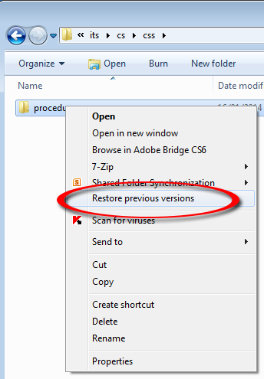 « its ▸ cs ▸ css ▸
Organize ▼ Open Burn New folder
Name Date modif
Open
Open in new window
Browse in Adobe Bridge CS6
7-Zip
Shared Folder Synchronization
Restore previous versions
Scan for viruses
Send to
Cut
Copy
Create shortcut
Delete
Rename
Properties